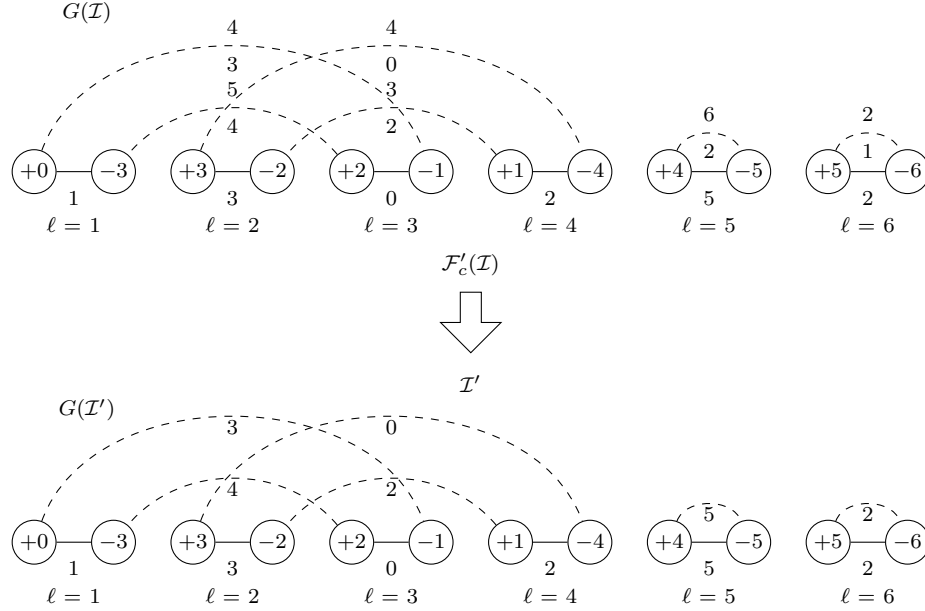 G(I)
4 4
3 0
5 3
4 2
6 2
2 1
+0 −3 +3 −2 +2 −1 +1 −4 +4 −5 +5 −6
1 3 0 2 5 2
ℓ = 1 ℓ = 2 ℓ = 3 ℓ = 4 ℓ = 5 ℓ = 6
F′c(I)
I′
G(I′)
3 0
4 2
5 2
+0 −3 +3 −2 +2 −1 +1 −4 +4 −5 +5 −6
1 3 0 2 5 2
ℓ = 1 ℓ = 2 ℓ = 3 ℓ = 4 ℓ = 5 ℓ = 6